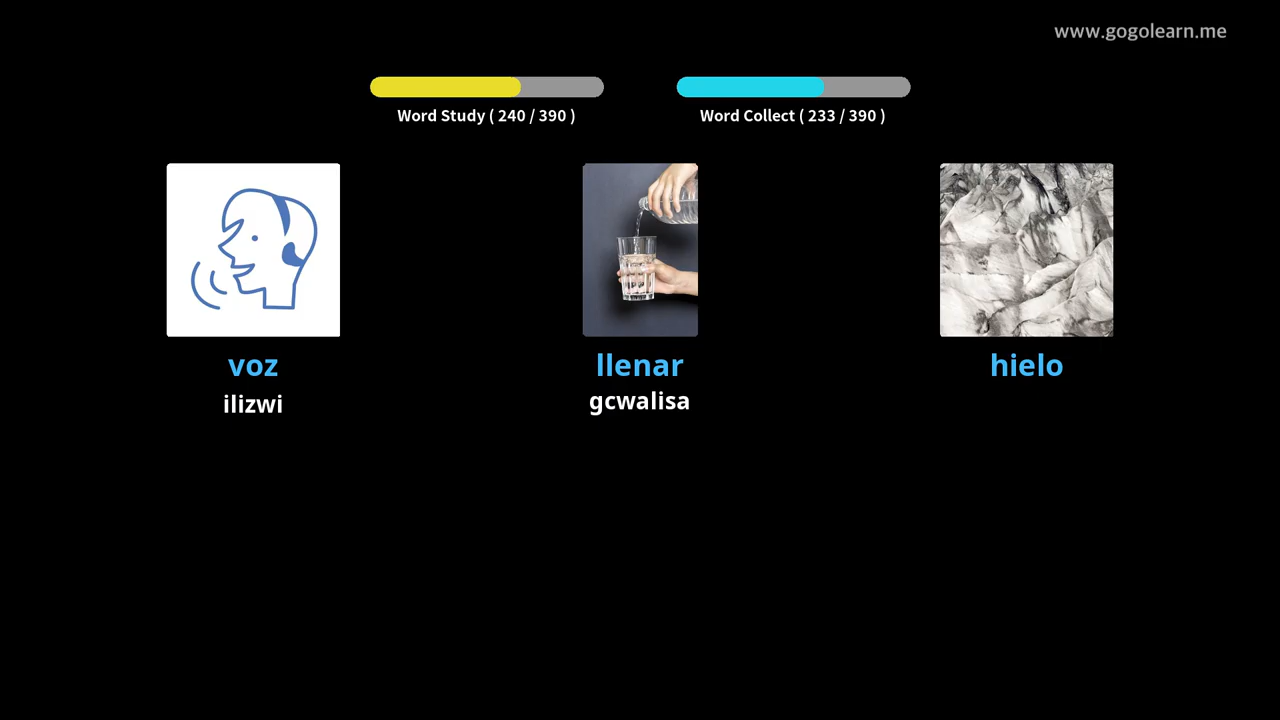 www.gogolearn.me
Word Study ( 240 / 390 )
Word Collect ( 233 / 390 )
voz
llenar
hielo
ilizwi
gcwalisa